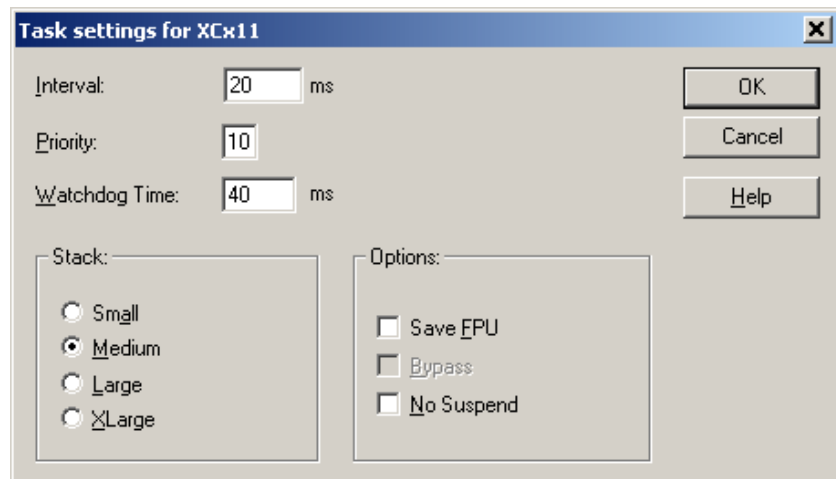 Task settings for XCx11
Interval: 20 ms
OK
Priority: 10
Cancel
Watchdog Time: 40 ms
Help
Stack:
Small
Medium
Large
XLarge
Options:
Save FPU
Bypass
No Suspend